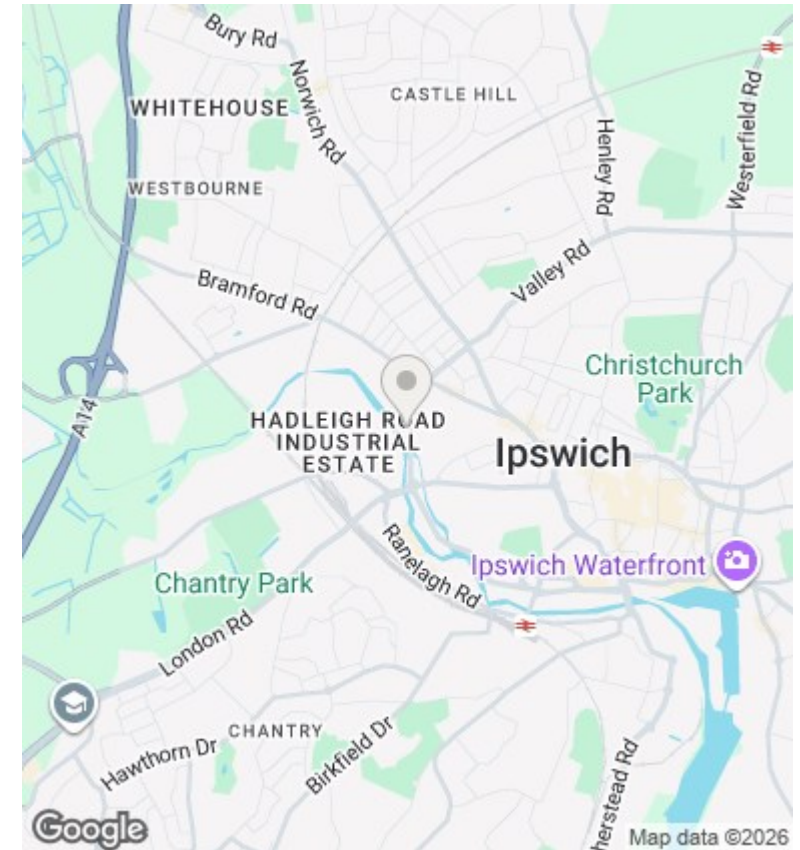 Bury Rd
Norwich Rd
CASTLE HILL
WHITEHOUSE
Henley Rd
Westerfield Rd
WESTBOURNE
Valley Rd
Bramford Rd
Christchurch
Park
A14
HADLEIGH ROAD
INDUSTRIAL
ESTATE
Ipswich
Ranelagh Rd
Ipswich Waterfront
Chantry Park
London Rd
CHANTRY
Hawthorn Dr
Birkfield Dr
herstead Rd
Google
Map data ©2026